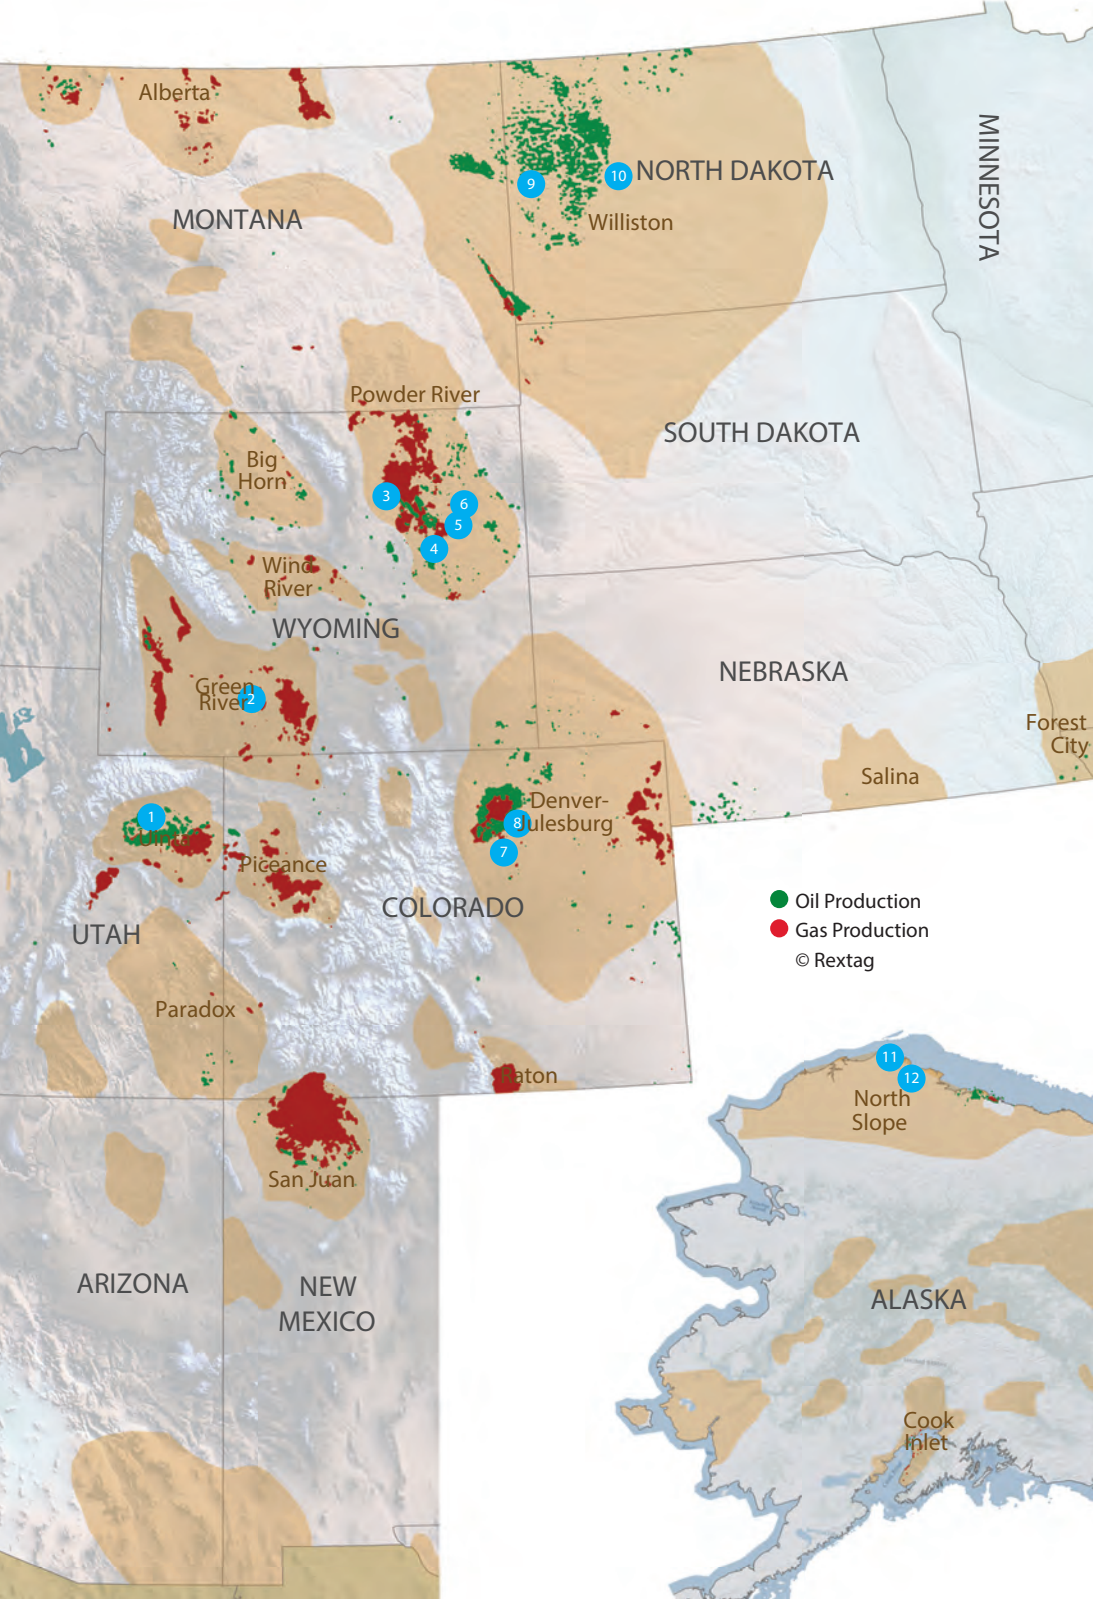 Alberta
MONTANA
9
10
NORTH DAKOTA
Williston
MINNESOTA
Powder River
SOUTH DAKOTA
Big
Horn
3
6
5
4
Wind
River
WYOMING
NEBRASKA
Green
River
2
Forest
City
Salina
1
Uinta
Denver-
Julesburg
8
7
Piceance
COLORADO
UTAH
Oil Production
Gas Production
© Rextag
Paradox
Raton
San Juan
ARIZONA
NEW
MEXICO
11
12
North
Slope
ALASKA
Cook
Inlet